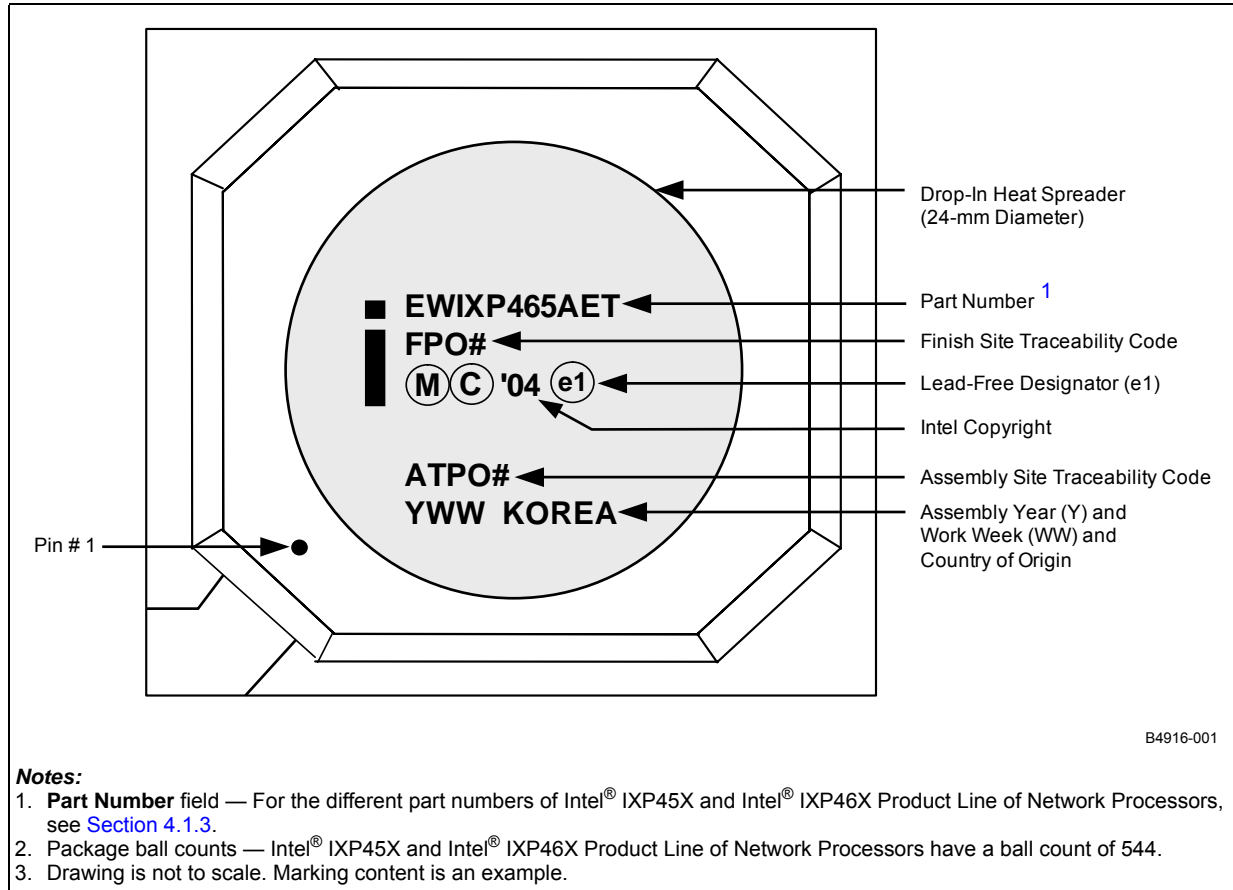 Drop-In Heat Spreader
(24-mm Diameter)
EWIXP465AET
Part Number 1
FPO#
Finish Site Traceability Code
M C '04 e1
Lead-Free Designator (e1)
Intel Copyright
ATPO#
Assembly Site Traceability Code
YWW KOREA
Assembly Year (Y) and
Work Week (WW) and
Country of Origin
Pin # 1
B4916-001
Notes:
1. Part Number field — For the different part numbers of Intel® IXP45X and Intel® IXP46X Product Line of Network Processors,
see Section 4.1.3.
2. Package ball counts — Intel® IXP45X and Intel® IXP46X Product Line of Network Processors have a ball count of 544.
3. Drawing is not to scale. Marking content is an example.